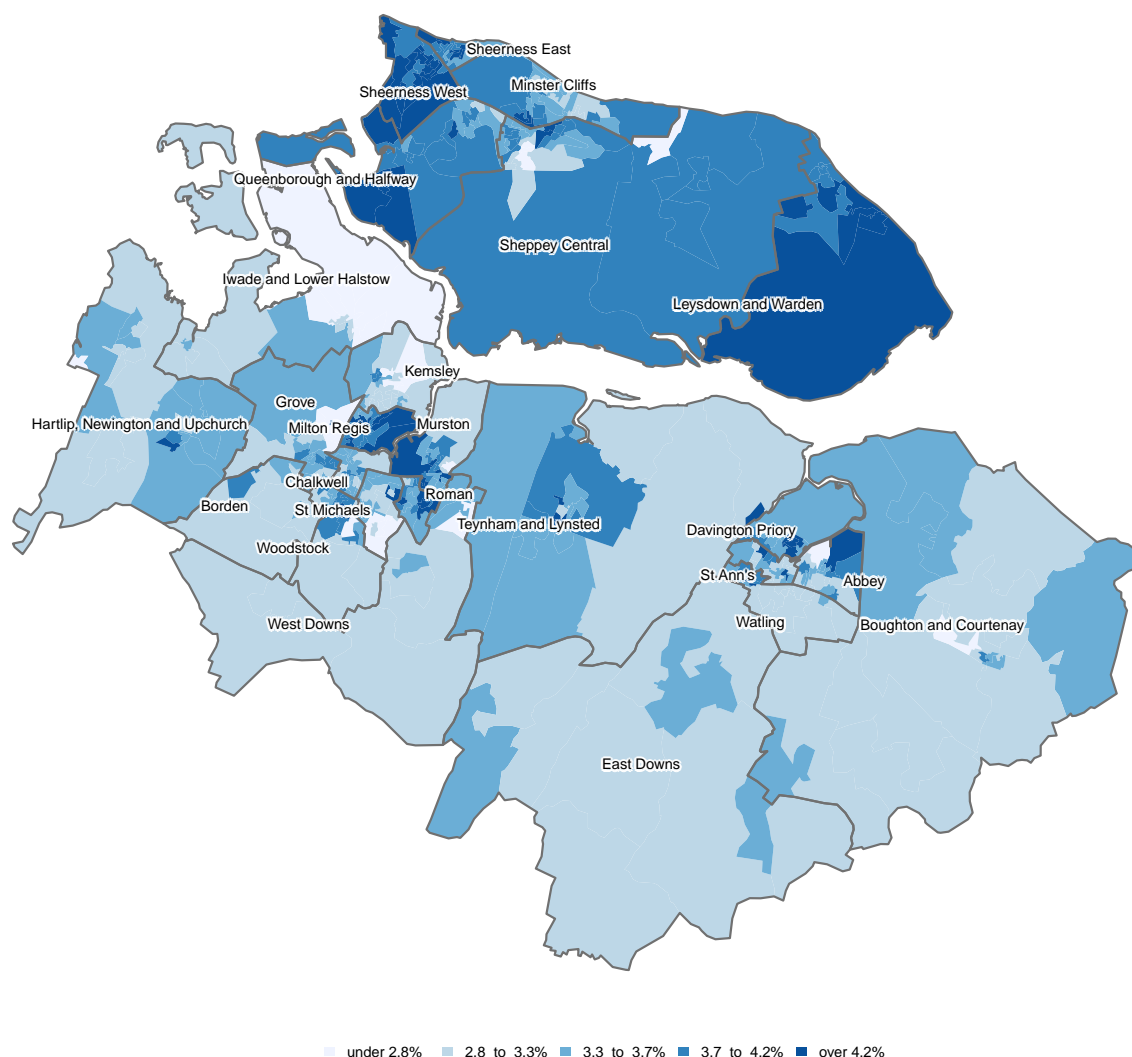 Sheerness East
Minster Cliffs
Sheerness West
Queenborough and Halfway
Sheppey Central
Iwade and Lower Halstow
Leysdown and Warden
Kemsley
Grove
Hartlip, Newington and Upchurch
Milton Regis
Murston
Chalkwell
Roman
Borden
St Michaels
Teynham and Lynsted
Davington Priory
Woodstock
St Ann's
Abbey
West Downs
Watling
Boughton and Courtenay
East Downs
under 2.8% 2.8 to 3.3% 3.3 to 3.7% 3.7 to 4.2% over 4.2%